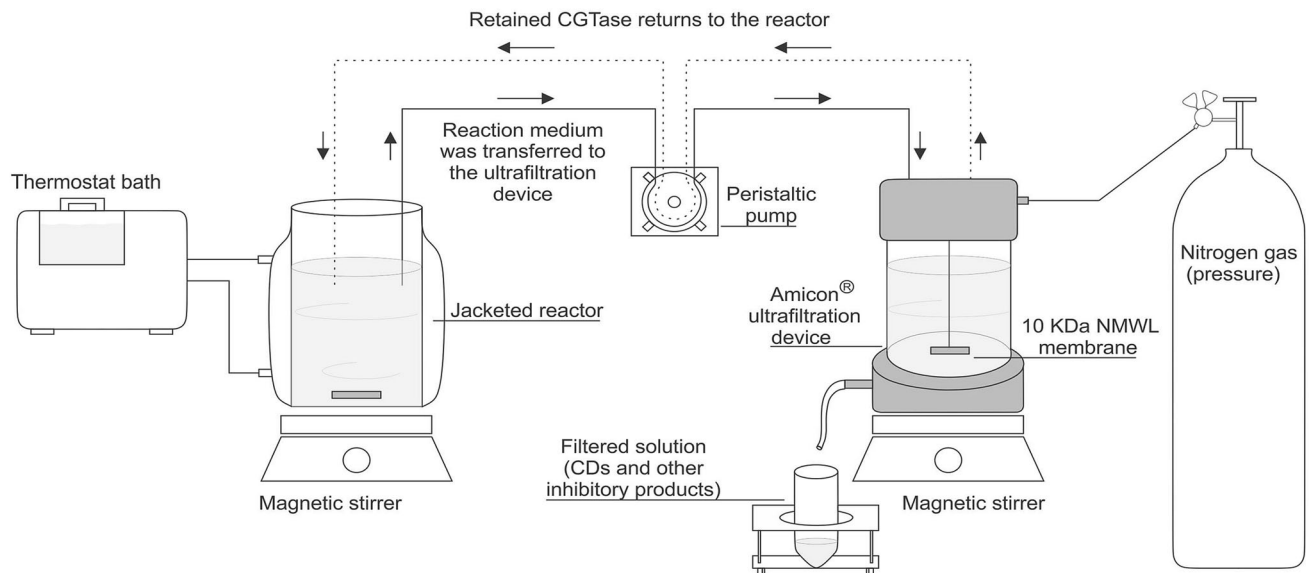 Retained CGTase returns to the reactor
Reaction medium
was transferred to
the ultrafiltration
device
Thermostat bath
Peristaltic
pump
Nitrogen gas
(pressure)
Jacketed reactor
Amicon®
ultrafiltration
device
10 KDa NMWL
membrane
Filtered solution
(CDs and other
inhibitory products)
Magnetic stirrer
Magnetic stirrer